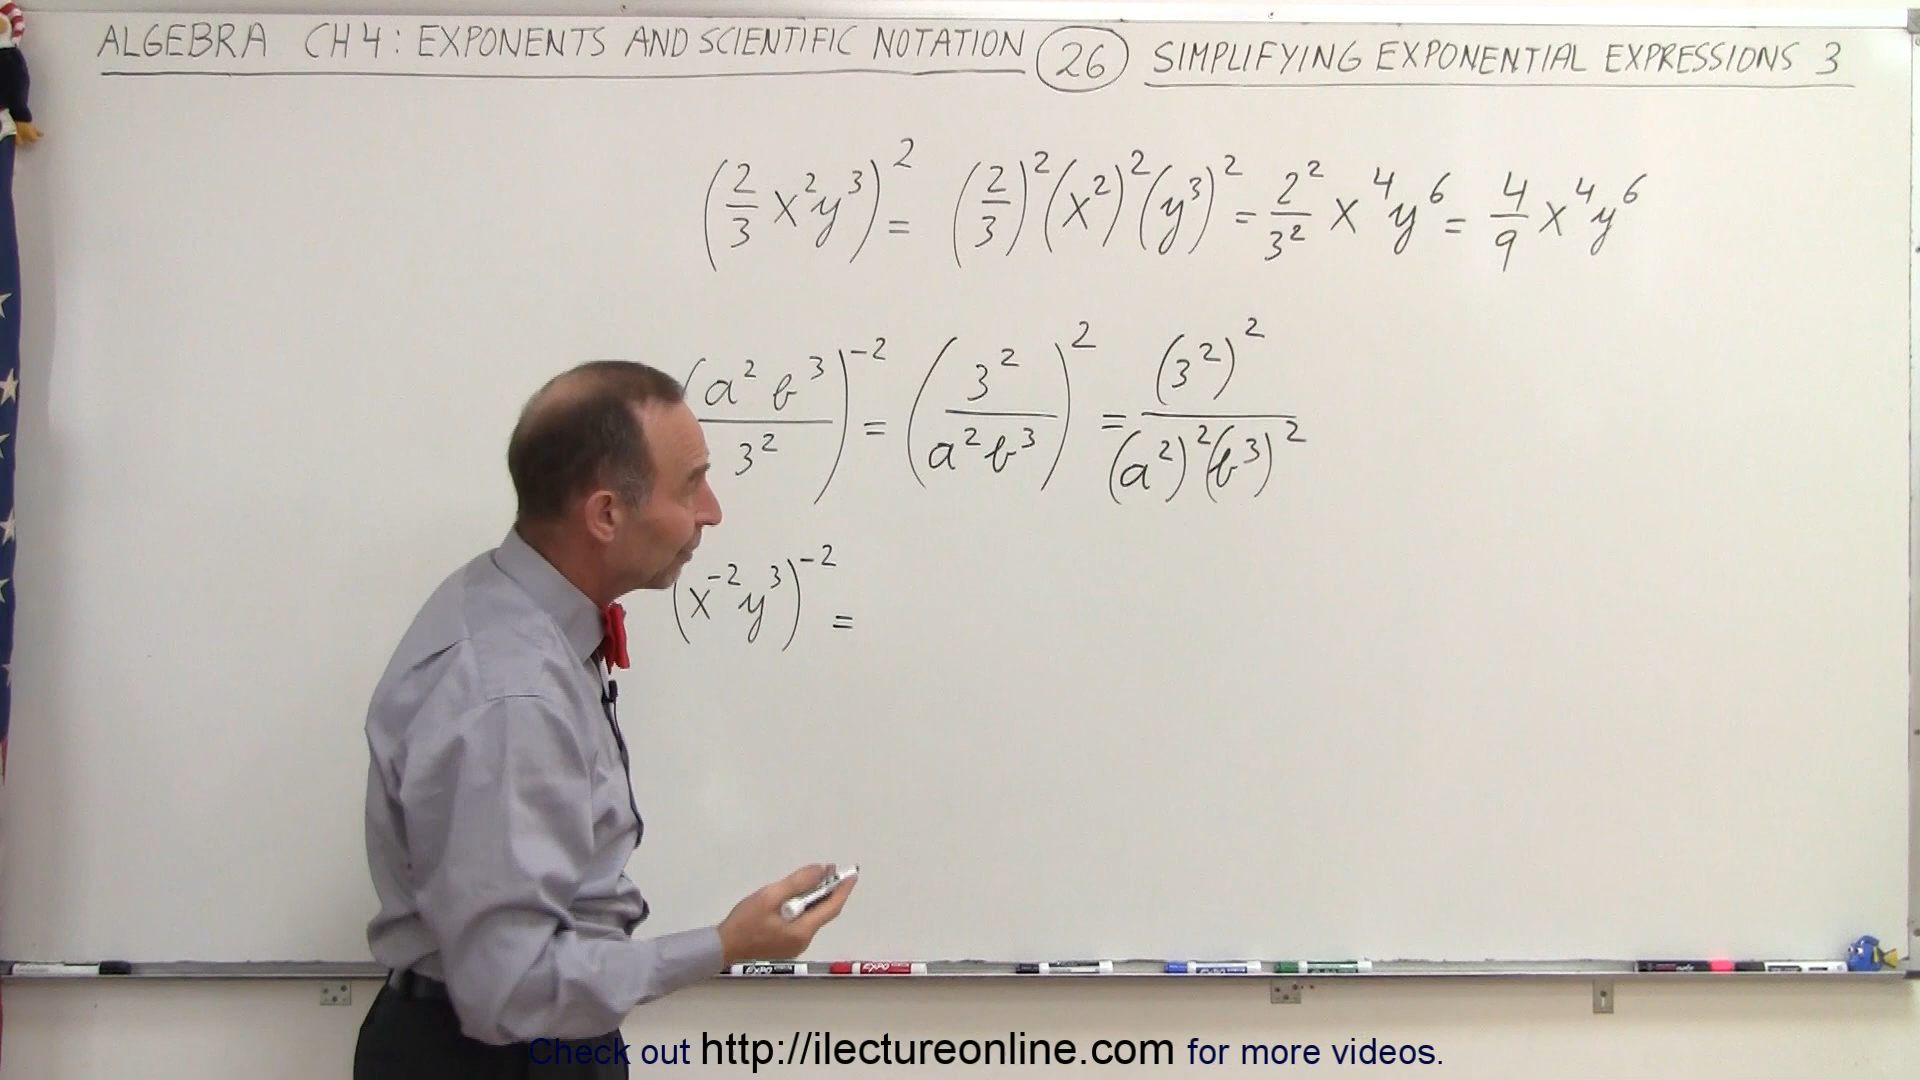 ALGEBRA CH 4: EXPONENTS AND SCIENTIFIC NOTATION 26 SIMPLIFYING EXPONENTIAL EXPRESSIONS 3
(2/3 x²y³)² = (2/3)²(x²)²(y³)² = 2²/3² x⁴y⁶ = 4/9 x⁴y⁶
(a²b³/3²)⁻² = (3²/a²b³)² = (3²)²/(a²)²(b³)²
(x⁻²y³)⁻² =
EXPO EXPO
Check out http://ilectureonline.com for more videos.